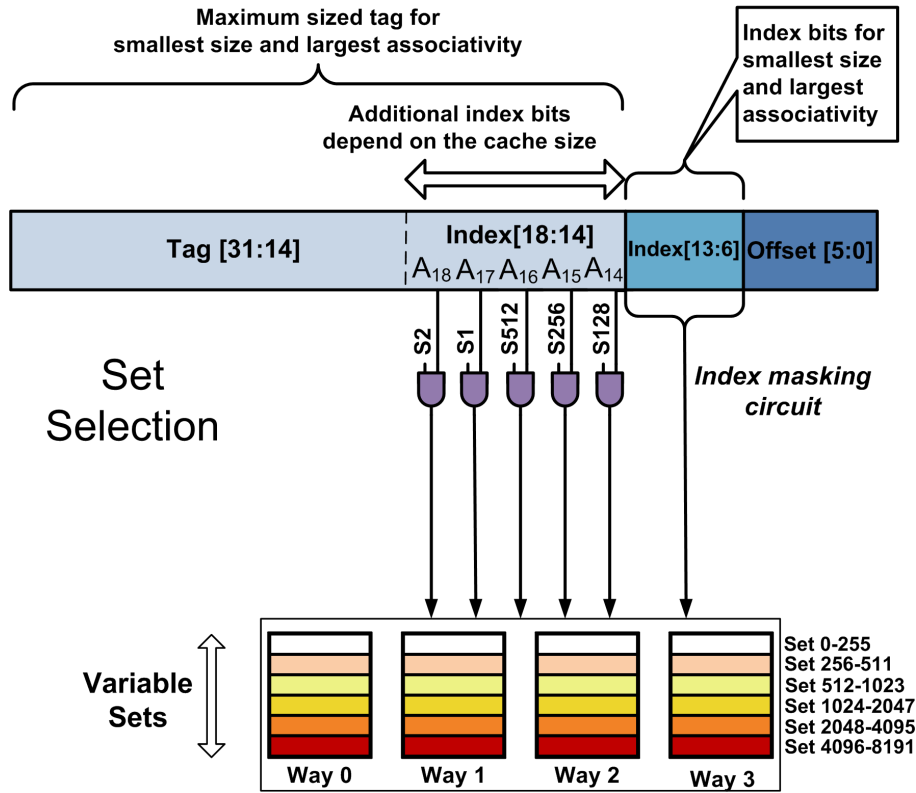 Maximum sized tag for
smallest size and largest associativity
Index bits for
smallest size
and largest
associativity
Additional index bits
depend on the cache size
Tag [31:14]
Index[18:14]
A18 A17 A16 A15 A14
Index[13:6]
Offset [5:0]
S2
S1
S512
S256
S128
Set
Selection
Index masking
circuit
Variable
Sets
Set 0-255
Set 256-511
Set 512-1023
Set 1024-2047
Set 2048-4095
Set 4096-8191
Way 0
Way 1
Way 2
Way 3